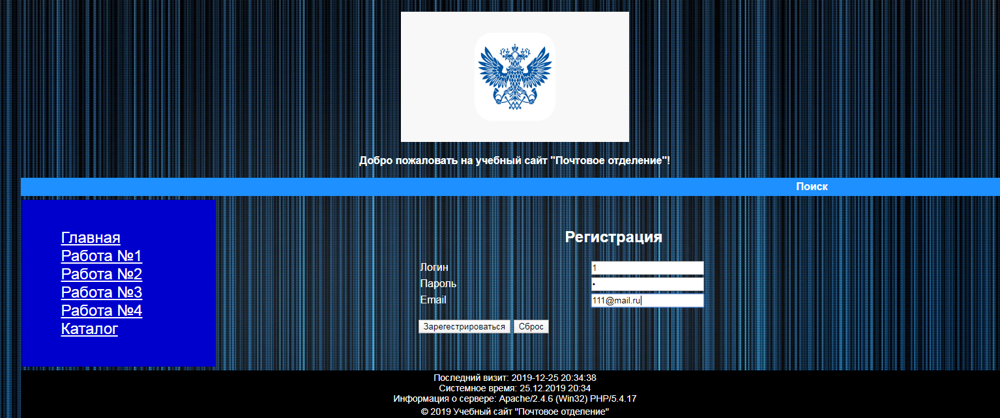 Добро пожаловать на учебный сайт "Почтовое отделение"!
Поиск
Главная
Работа №1
Работа №2
Работа №3
Работа №4
Каталог
Регистрация
Логин 1
Пароль •
Email 111@mail.ru
Зарегестрироваться Сброс
Последний визит: 2019-12-25 20:34:38
Системное время: 25.12.2019 20:34
Информация о сервере: Apache/2.4.6 (Win32) PHP/5.4.17
© 2019 Учебный сайт "Почтовое отделение"